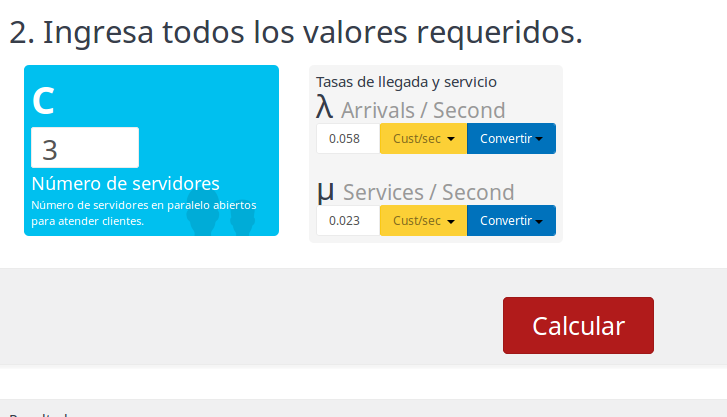 2. Ingresa todos los valores requeridos.
C
3
Número de servidores
Número de servidores en paralelo abiertos
para atender clientes.
Tasas de llegada y servicio
λ Arrivals / Second
0.058 Cust/sec Convertir
μ Services / Second
0.023 Cust/sec Convertir
Calcular